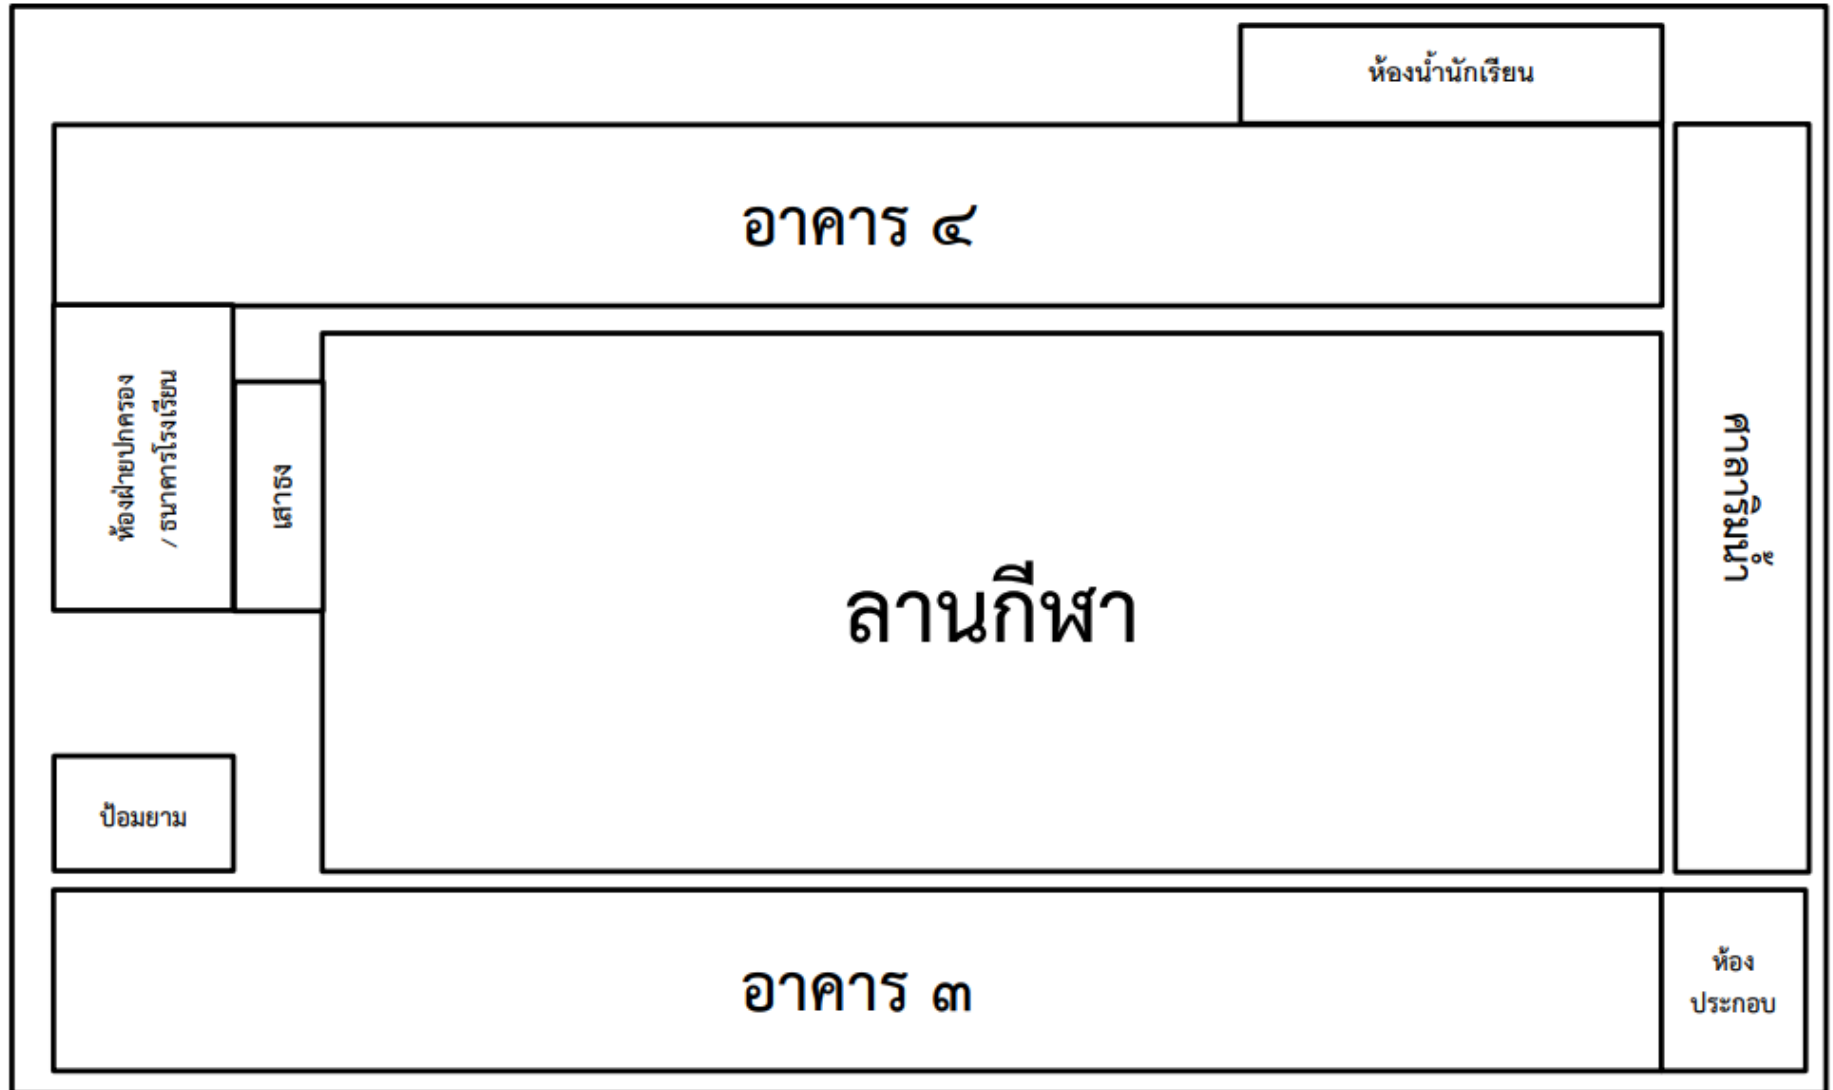 ห้องน้ำนักเรียน
อาคาร ๔
ห้องฝ่ายปกครอง
/ ธนาคารโรงเรียน
เสาธง
ลานกีฬา
ศาลาริมน้ำ
ป้อมยาม
อาคาร ๓
ห้อง
ประกอบ